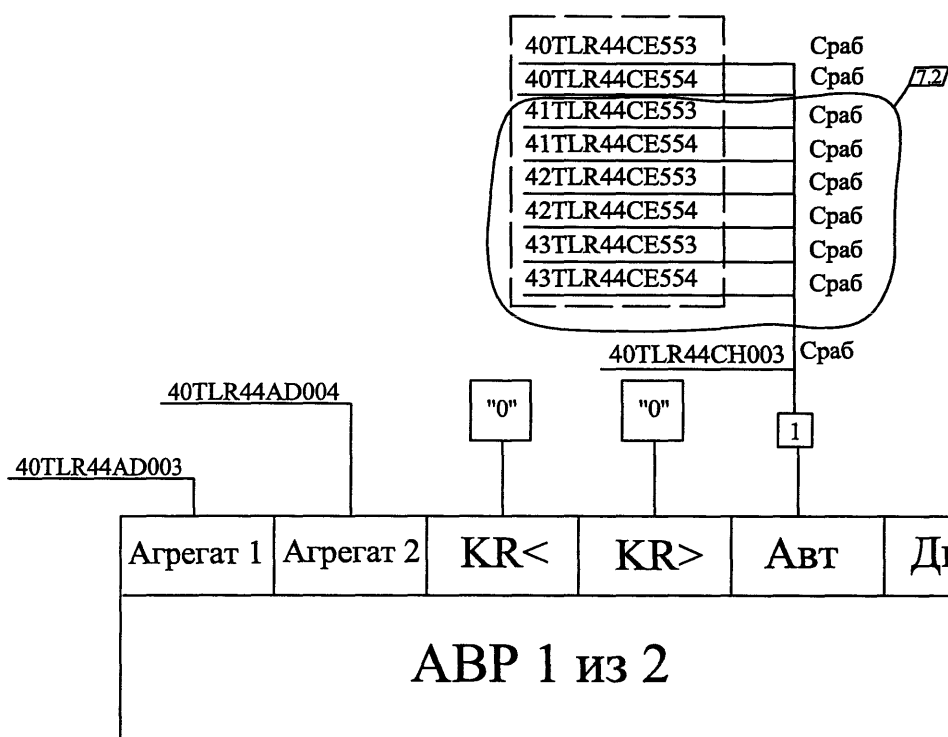 40TLR44CE553 Сраб
40TLR44CE554 Сраб
7.2
41TLR44CE553 Сраб
41TLR44CE554 Сраб
42TLR44CE553 Сраб
42TLR44CE554 Сраб
43TLR44CE553 Сраб
43TLR44CE554 Сраб
40TLR44CH003 Сраб
40TLR44AD004 "0" "0" 1
40TLR44AD003
Агрегат 1 Агрегат 2 KR< KR> Авт
АВР 1 из 2